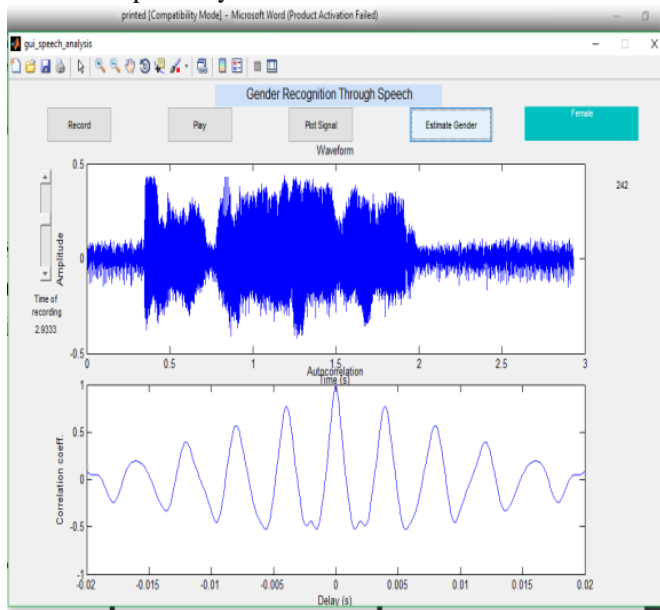 printed [Compatibility Mode] - Microsoft Word (Product Activation Failed)
gui_speech_analysis
Gender Recognition Through Speech
Record
Play
Plot Signal
Estimate Gender
Female
Waveform
242
0.5
0
-0.5
Amplitude
0
0.5
1
1.5
2
2.5
3
Time (s)
Time of
recording
2.9333
Autocorrelation
1
0.5
0
-0.5
-1
Correlation coeff.
-0.02
-0.015
-0.01
-0.005
0
0.005
0.01
0.015
0.02
Delay (s)